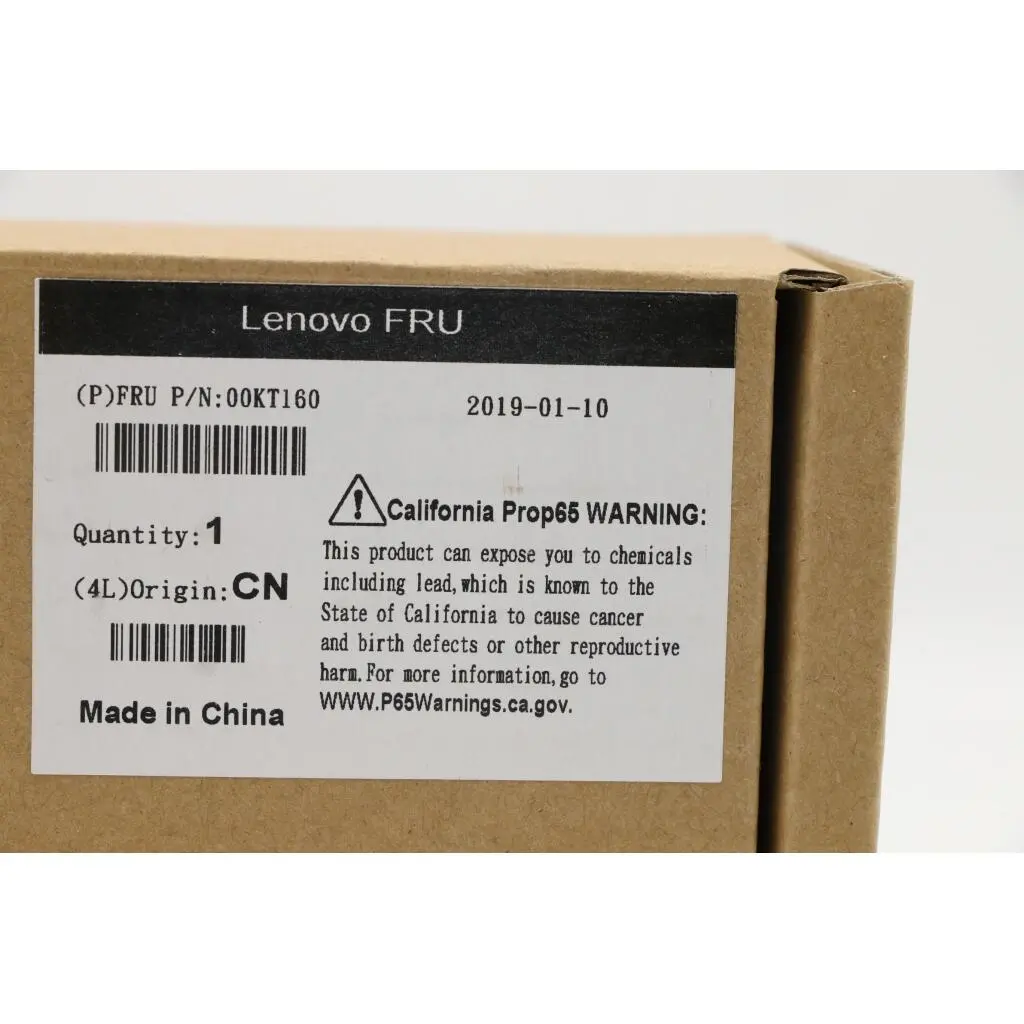 Lenovo FRU
(P)FRU P/N:00KT160
2019-01-10
Quantity:1
(4L)Origin:CN
Made in China
California Prop65 WARNING:
This product can expose you to chemicals
including lead,which is known to the
State of California to cause cancer
and birth defects or other reproductive
harm.For more information,go to
WWW.P65Warnings.ca.gov.